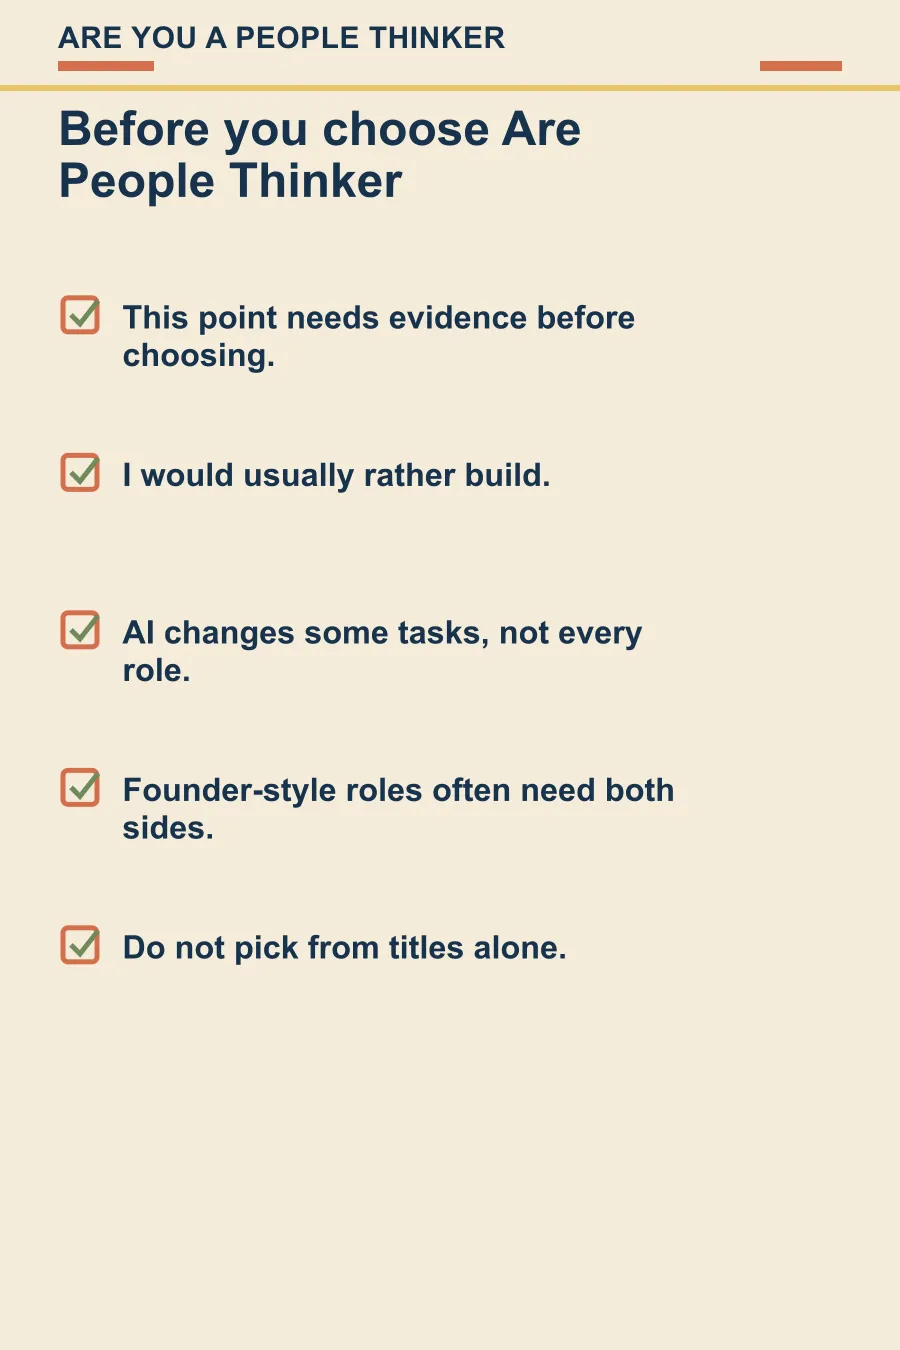 ARE YOU A PEOPLE THINKER
Before you choose Are
People Thinker
This point needs evidence before
choosing.
I would usually rather build.
AI changes some tasks, not every
role.
Founder-style roles often need both
sides.
Do not pick from titles alone.